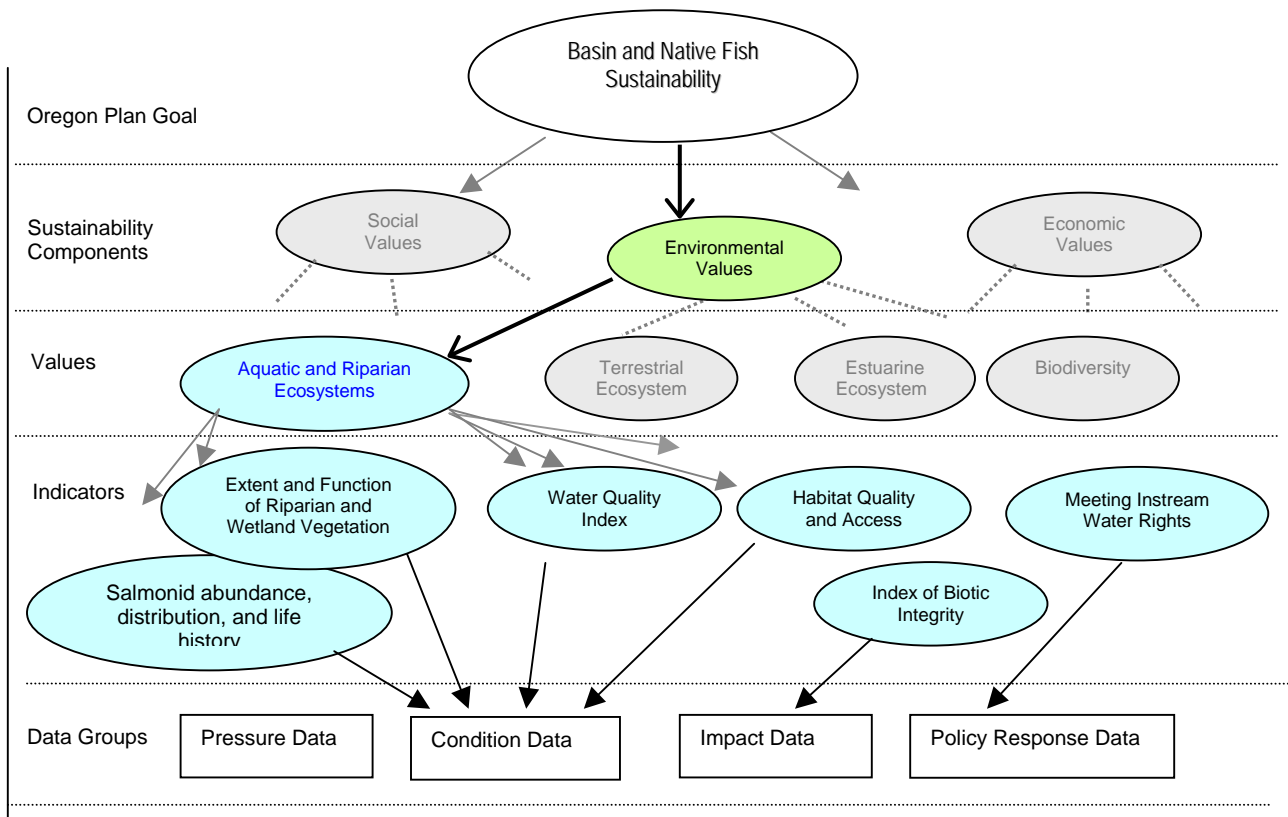 Basin and Native Fish
Sustainability
Oregon Plan Goal
Sustainability
Components
Social
Values
Environmental
Values
Economic
Values
Values
Aquatic and Riparian
Ecosystems
Terrestrial
Ecosystem
Estuarine
Ecosystem
Biodiversity
Indicators
Extent and Function
of Riparian and
Wetland Vegetation
Water Quality
Index
Habitat Quality
and Access
Meeting Instream
Water Rights
Salmonid abundance,
distribution, and life
history
Index of Biotic
Integrity
Data Groups
Pressure Data
Condition Data
Impact Data
Policy Response Data